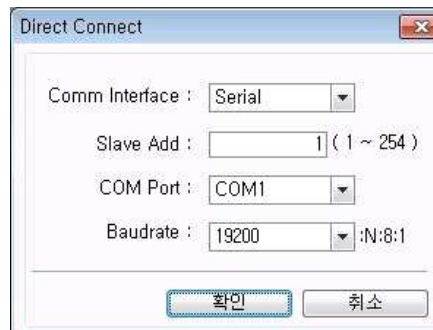 Direct Connect
Comm Interface : Serial
Slave Add : 1 ( 1 ~ 254 )
COM Port : COM1
Baudrate : 19200 :N:8:1
확인 취소